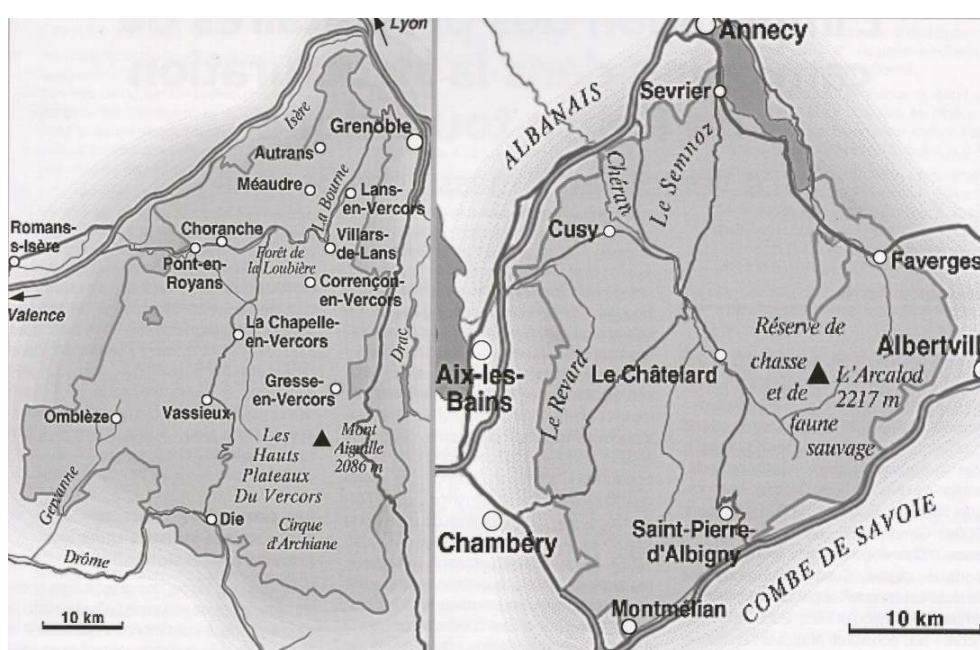 Lyon
Isère
Grenoble
Autrans
Méaudre
La Bourne
Lans-
en-Vercors
Romans-
s-Isère
Choranche
Villars-
de-Lans
Pont-en-
Royans
Forêt de
la Loubière
Corrençon-
en-Vercors
Valence
La Chapelle-
en-Vercors
Drac
Gresse-
en-Vercors
Omblèze
Vassieux
Mont
Aiguille
2086 m
Les
Hauts
Plateaux
Du Vercors
Gervanne
Die
Cirque
d'Archiane
Drôme
10 km
Annecy
Sevrier
ALBANAIS
Chéran
Le Semnoz
Cusy
Faverges
Réserve de
chasse
et de
faune
sauvage
Albertvill
L'Arcalod
2217 m
Aix-les-
Bains
Le Châtelard
Le Revard
Chambéry
Saint-Pierre-
d'Albigny
COMBE DE SAVOIE
Montmélian
10 km